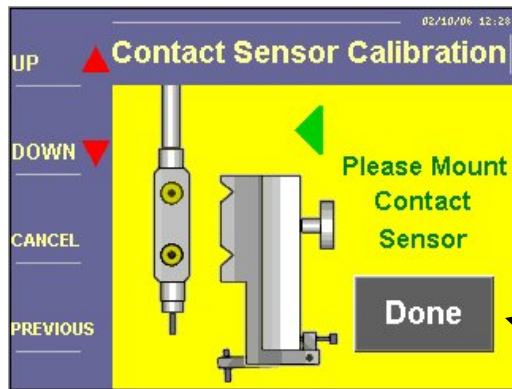 02/10/06 12:28
Contact Sensor Calibration
UP
DOWN
CANCEL
PREVIOUS
Please Mount
Contact
Sensor
Done